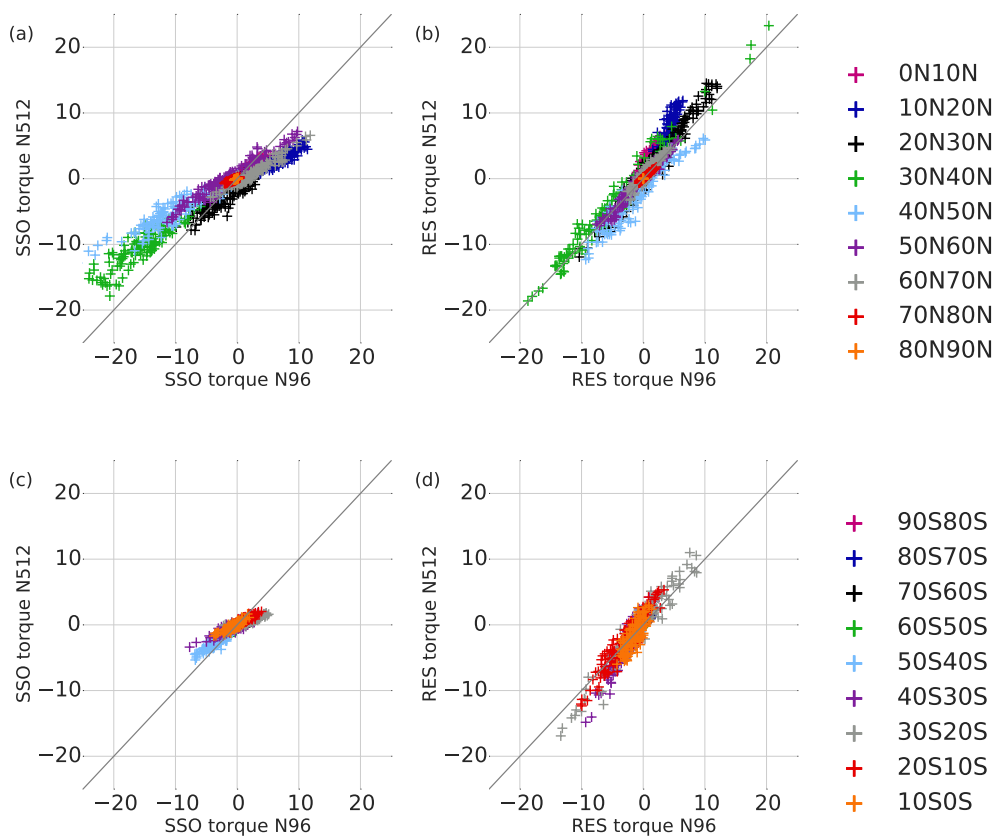 (a)
20
10
0
−10
−20
SSO torque N512
−20 −10 0 10 20
SSO torque N96
(b)
20
10
0
−10
−20
RES torque N512
−20 −10 0 10 20
RES torque N96
0N10N
10N20N
20N30N
30N40N
40N50N
50N60N
60N70N
70N80N
80N90N
(c)
20
10
0
−10
−20
SSO torque N512
−20 −10 0 10 20
SSO torque N96
(d)
20
10
0
−10
−20
RES torque N512
−20 −10 0 10 20
RES torque N96
90S80S
80S70S
70S60S
60S50S
50S40S
40S30S
30S20S
20S10S
10S0S